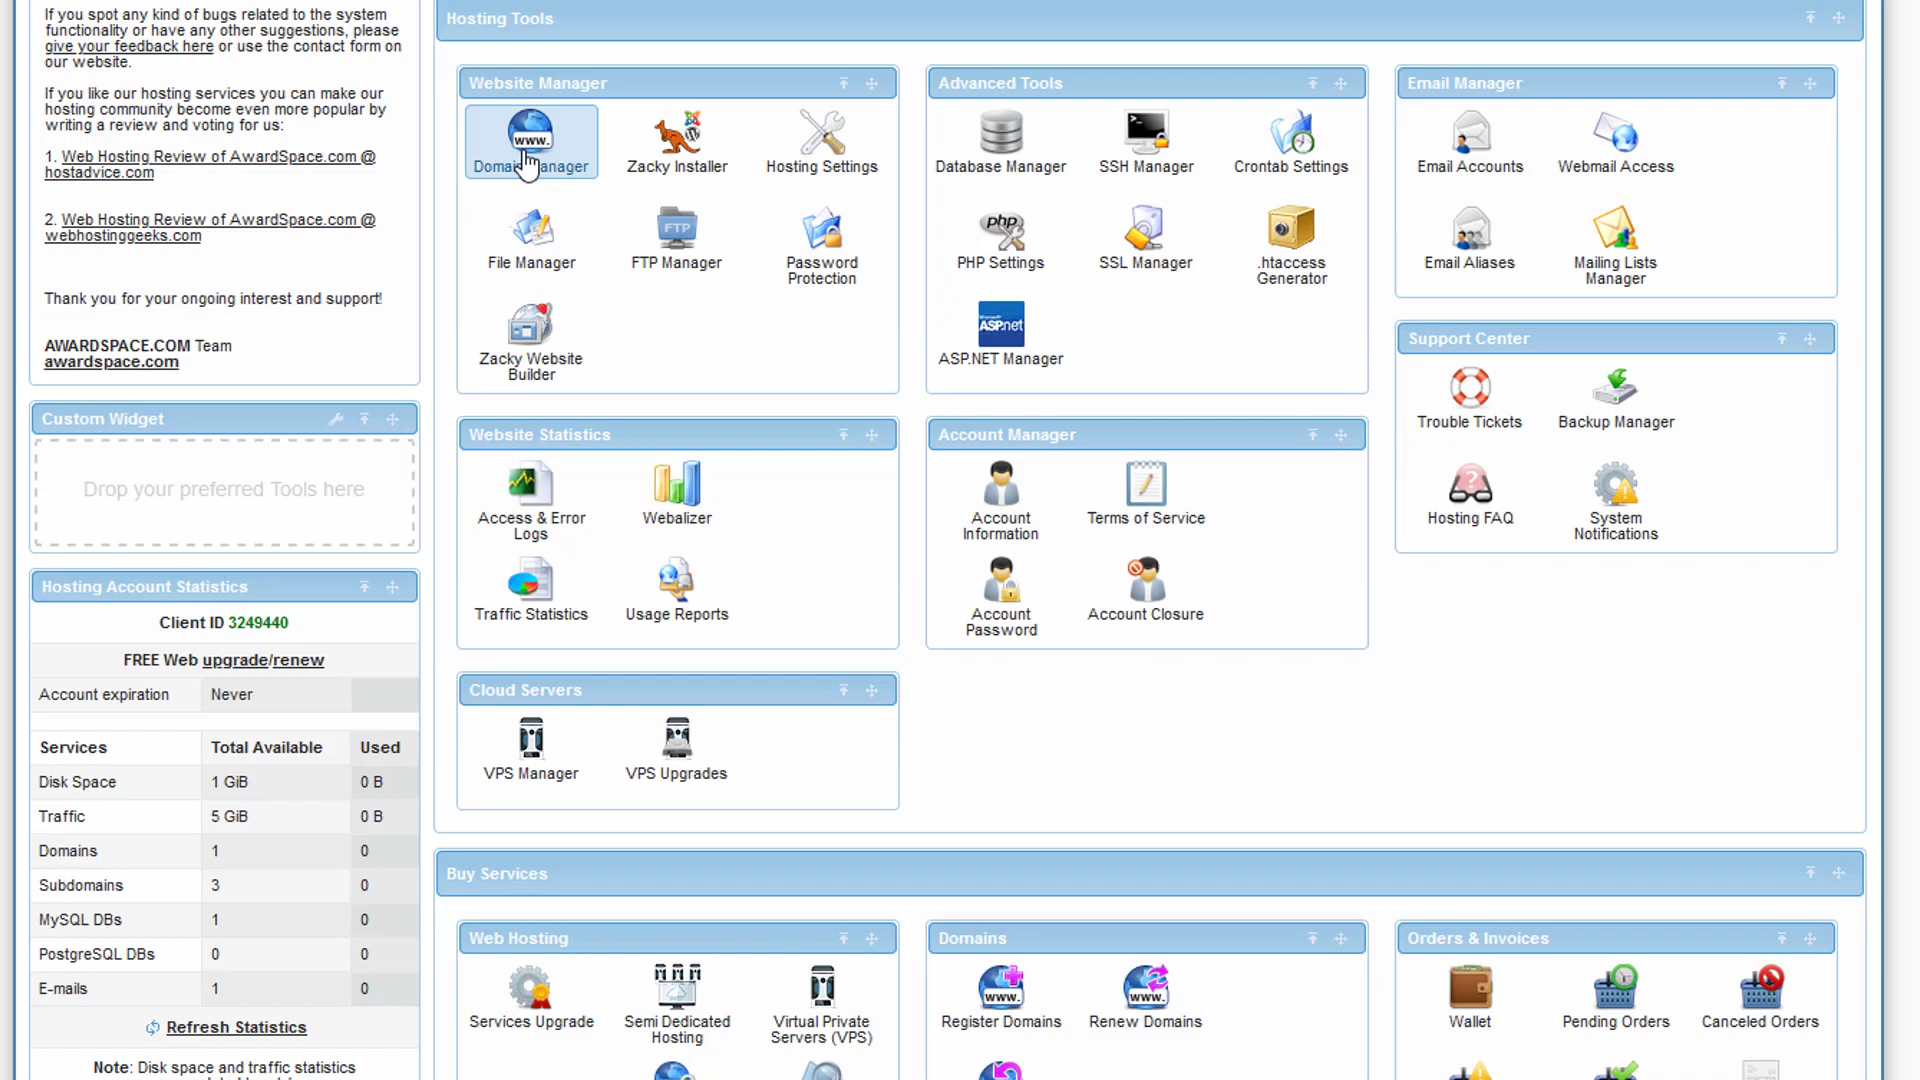 If you spot any kind of bugs related to the system
functionality or have any other suggestions, please
give your feedback here or use the contact form on
our website.
If you like our hosting services you can make our
hosting community become even more popular by
writing a review and voting for us:
1. Web Hosting Review of AwardSpace.com @
hostadvice.com
2. Web Hosting Review of AwardSpace.com @
webhostinggeeks.com
Thank you for your ongoing interest and support!
AWARDSPACE.COM Team
awardspace.com
Custom Widget
Drop your preferred Tools here
Hosting Account Statistics
Client ID 3249440
FREE Web upgrade/renew
Account expiration Never
Services Total Available Used
Disk Space 1 GiB 0 B
Traffic 5 GiB 0 B
Domains 1 0
Subdomains 3 0
MySQL DBs 1 0
PostgreSQL DBs 0 0
E-mails 1 0
Refresh Statistics
Note: Disk space and traffic statistics
Hosting Tools
Website Manager
www.
Zacky Installer
Hosting Settings
File Manager
FTP
FTP Manager
Password
Protection
Zacky Website
Builder
Advanced Tools
Database Manager
SSH Manager
Crontab Settings
php
PHP Settings
SSL Manager
.htaccess
Generator
ASP.net
ASP.NET Manager
Email Manager
Email Accounts
Webmail Access
Email Aliases
Mailing Lists
Manager
Support Center
Trouble Tickets
Backup Manager
Hosting FAQ
System
Notifications
Website Statistics
Access & Error
Logs
Webalizer
Traffic Statistics
Usage Reports
Account Manager
Account
Information
Terms of Service
Account
Password
Account Closure
Cloud Servers
VPS Manager
VPS Upgrades
Buy Services
Web Hosting
Services Upgrade
Semi Dedicated
Hosting
Virtual Private
Servers (VPS)
Domains
www.
Register Domains
www.
Renew Domains
Orders & Invoices
Wallet
Pending Orders
Canceled Orders